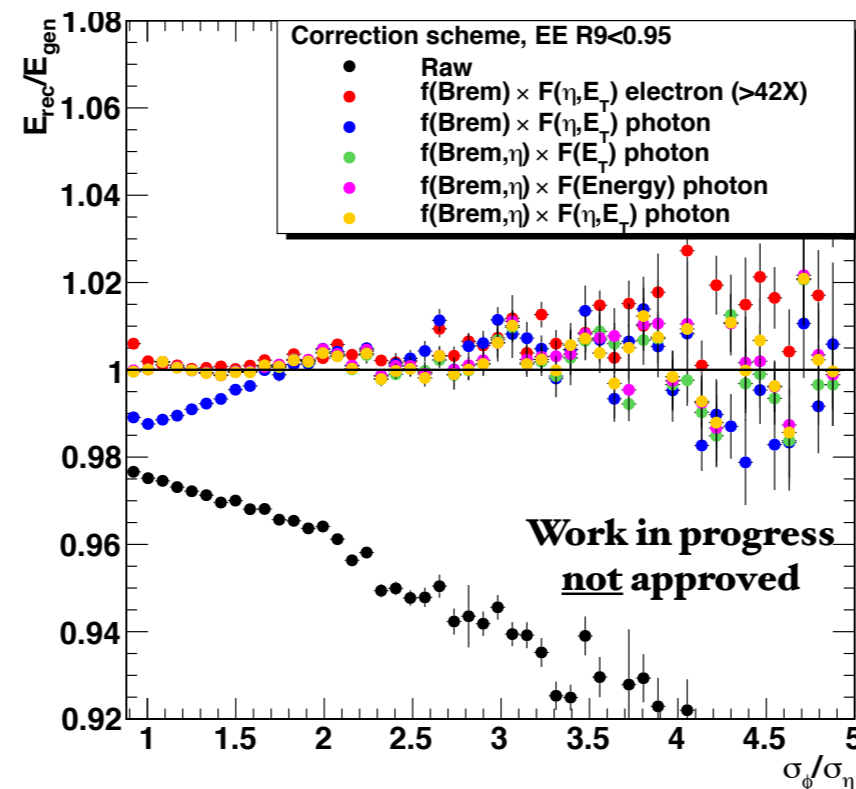 Correction scheme, EE R9<0.95
Raw
f(Brem) × F(η,E_T) electron (>42X)
f(Brem) × F(η,E_T) photon
f(Brem,η) × F(E_T) photon
f(Brem,η) × F(Energy) photon
f(Brem,η) × F(η,E_T) photon
E_rec/E_gen
1.08
1.06
1.04
1.02
1
0.98
0.96
0.94
0.92
Work in progress
not approved
1
1.5
2
2.5
3
3.5
4
4.5
5
σ_ϕ/σ_η